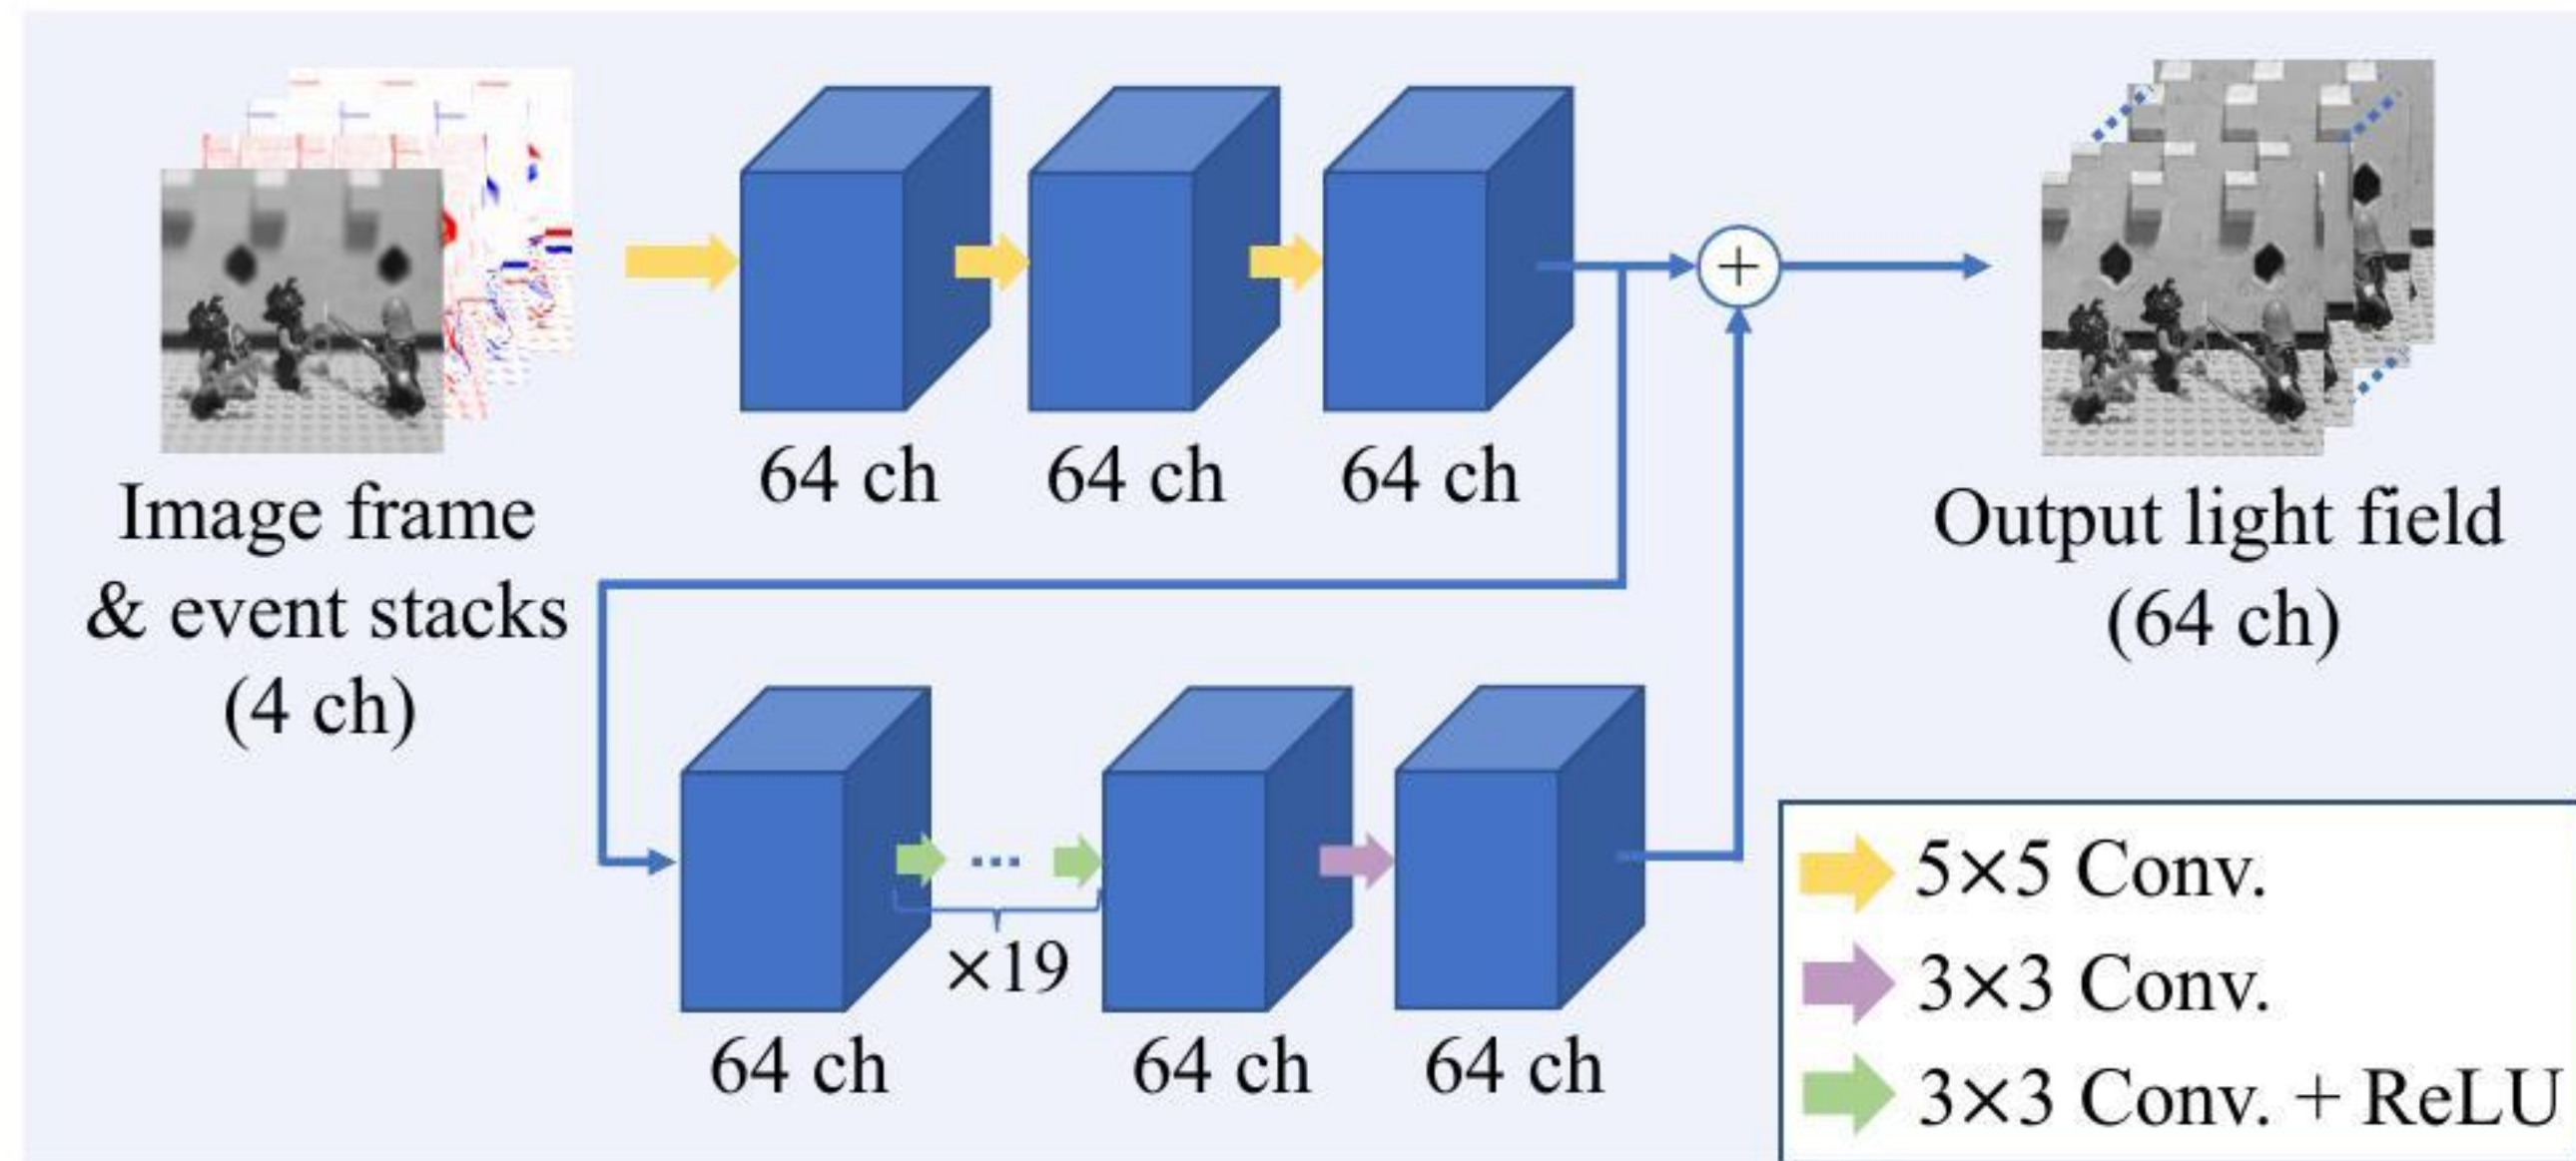 64 ch
64 ch
64 ch
+
Image frame
& event stacks
(4 ch)
Output light field
(64 ch)
...
×19
64 ch
64 ch
64 ch
5×5 Conv.
3×3 Conv.
3×3 Conv. + ReLU